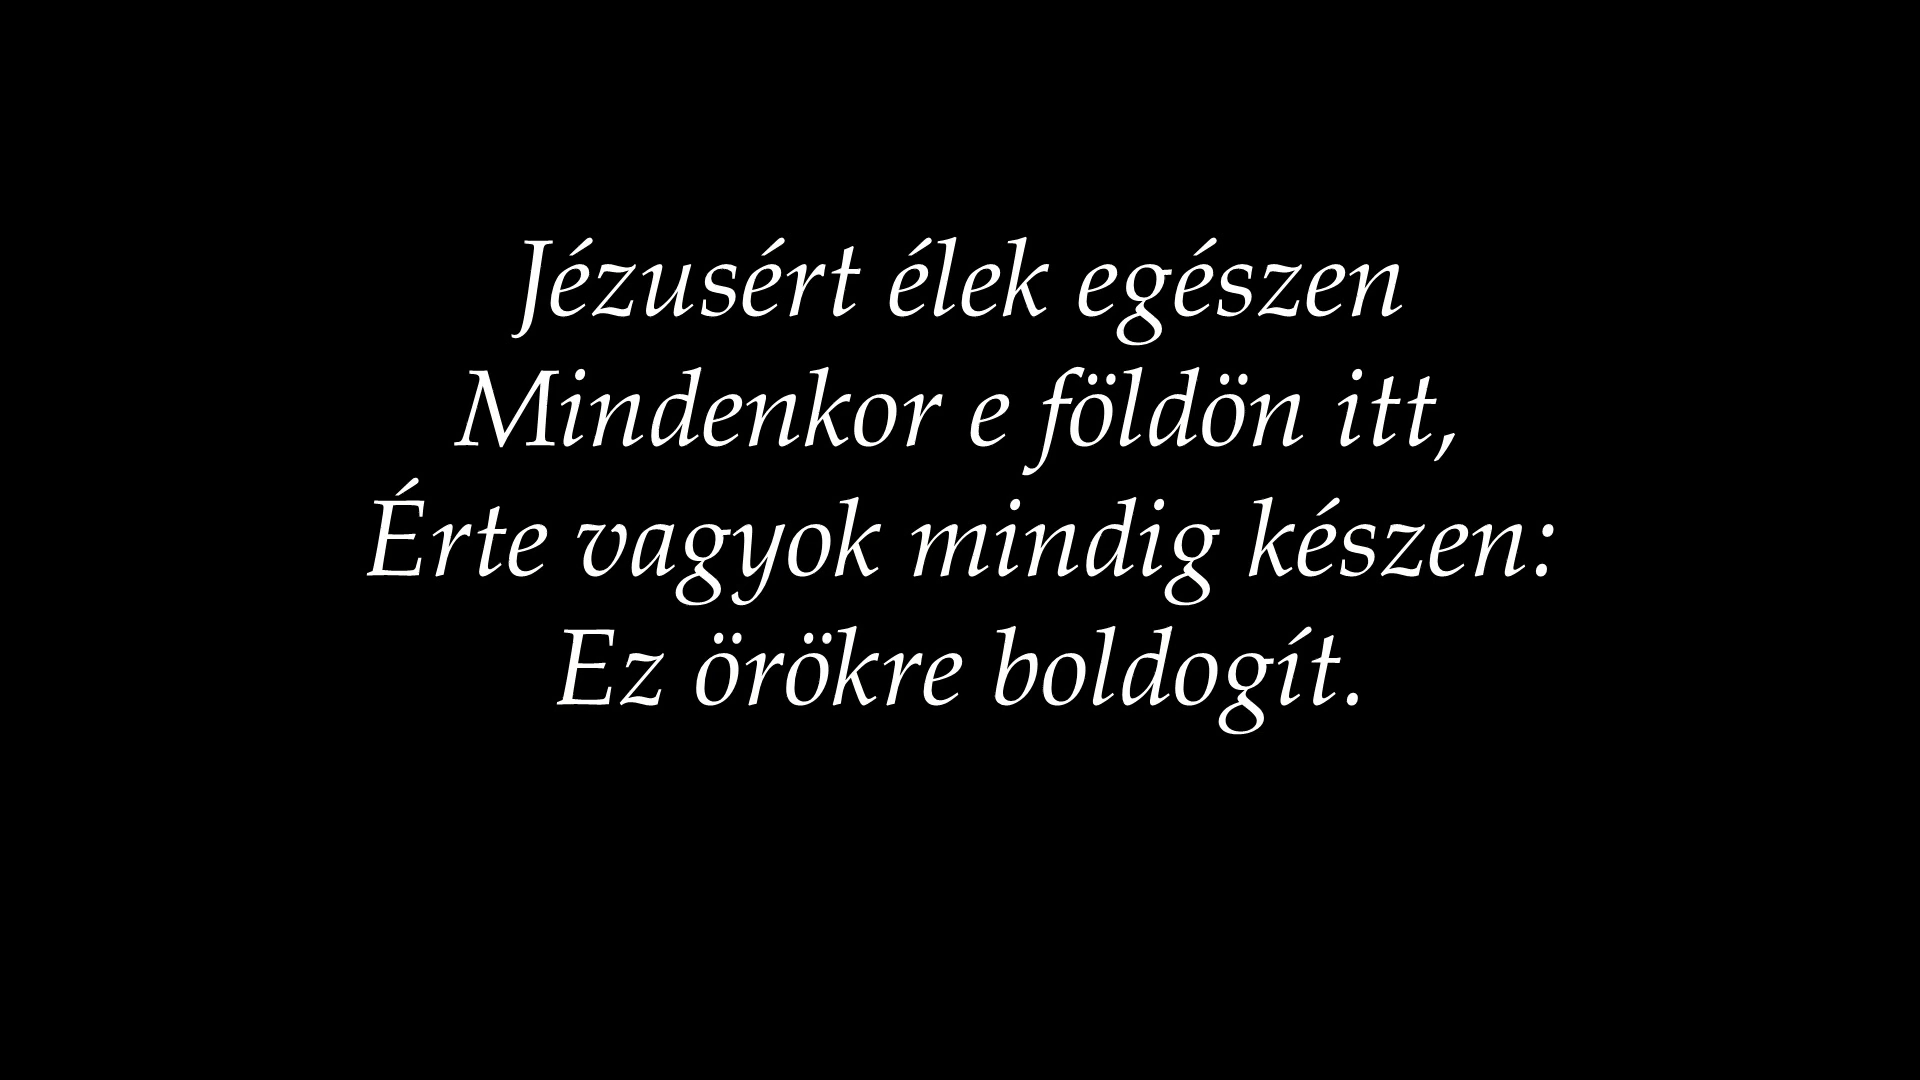 Jézusért élek egészen
Mindenkor e földön itt,
Érte vagyok mindig készen:
Ez örökre boldogít.